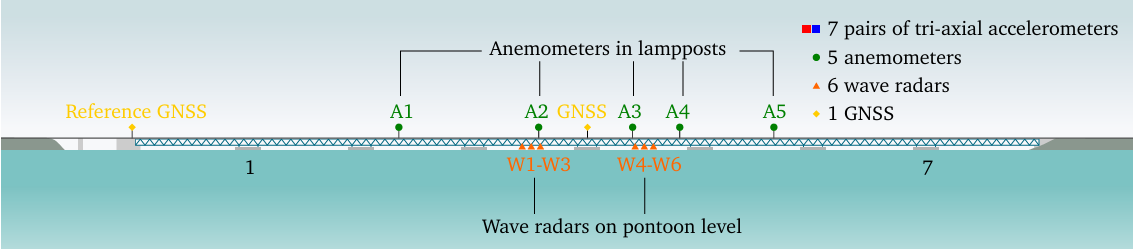 7 pairs of tri-axial accelerometers
Anemometers in lampposts
5 anemometers
6 wave radars
Reference GNSS
A1
A2
GNSS
A3
A4
A5
1 GNSS
1
W1-W3
W4-W6
7
Wave radars on pontoon level